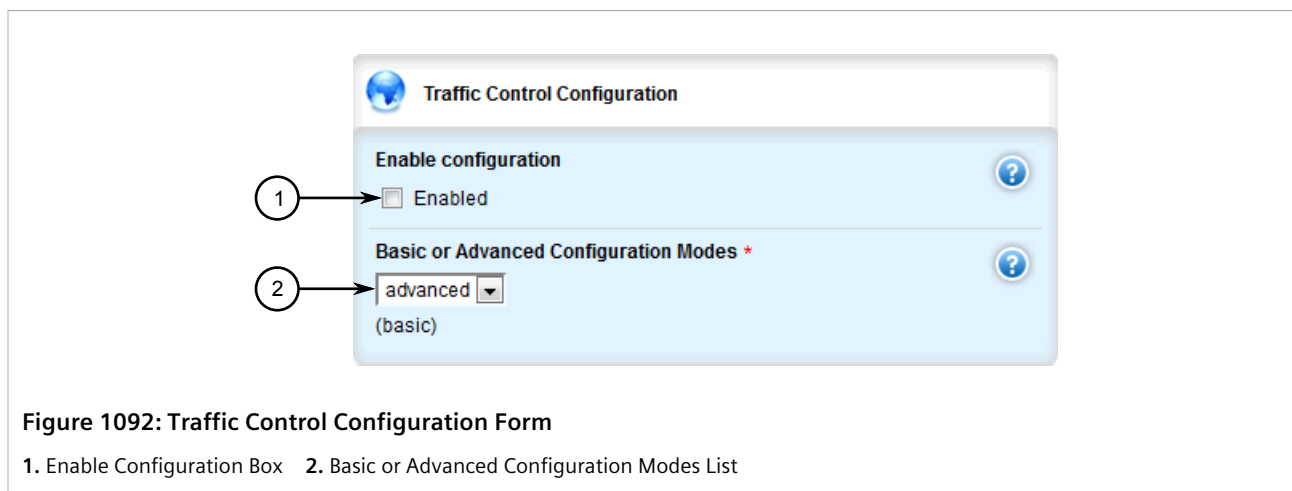 Traffic Control Configuration
Enable configuration
?
1
Enabled
Basic or Advanced Configuration Modes *
?
2
advanced
(basic)
Figure 1092: Traffic Control Configuration Form
1. Enable Configuration Box 2. Basic or Advanced Configuration Modes List